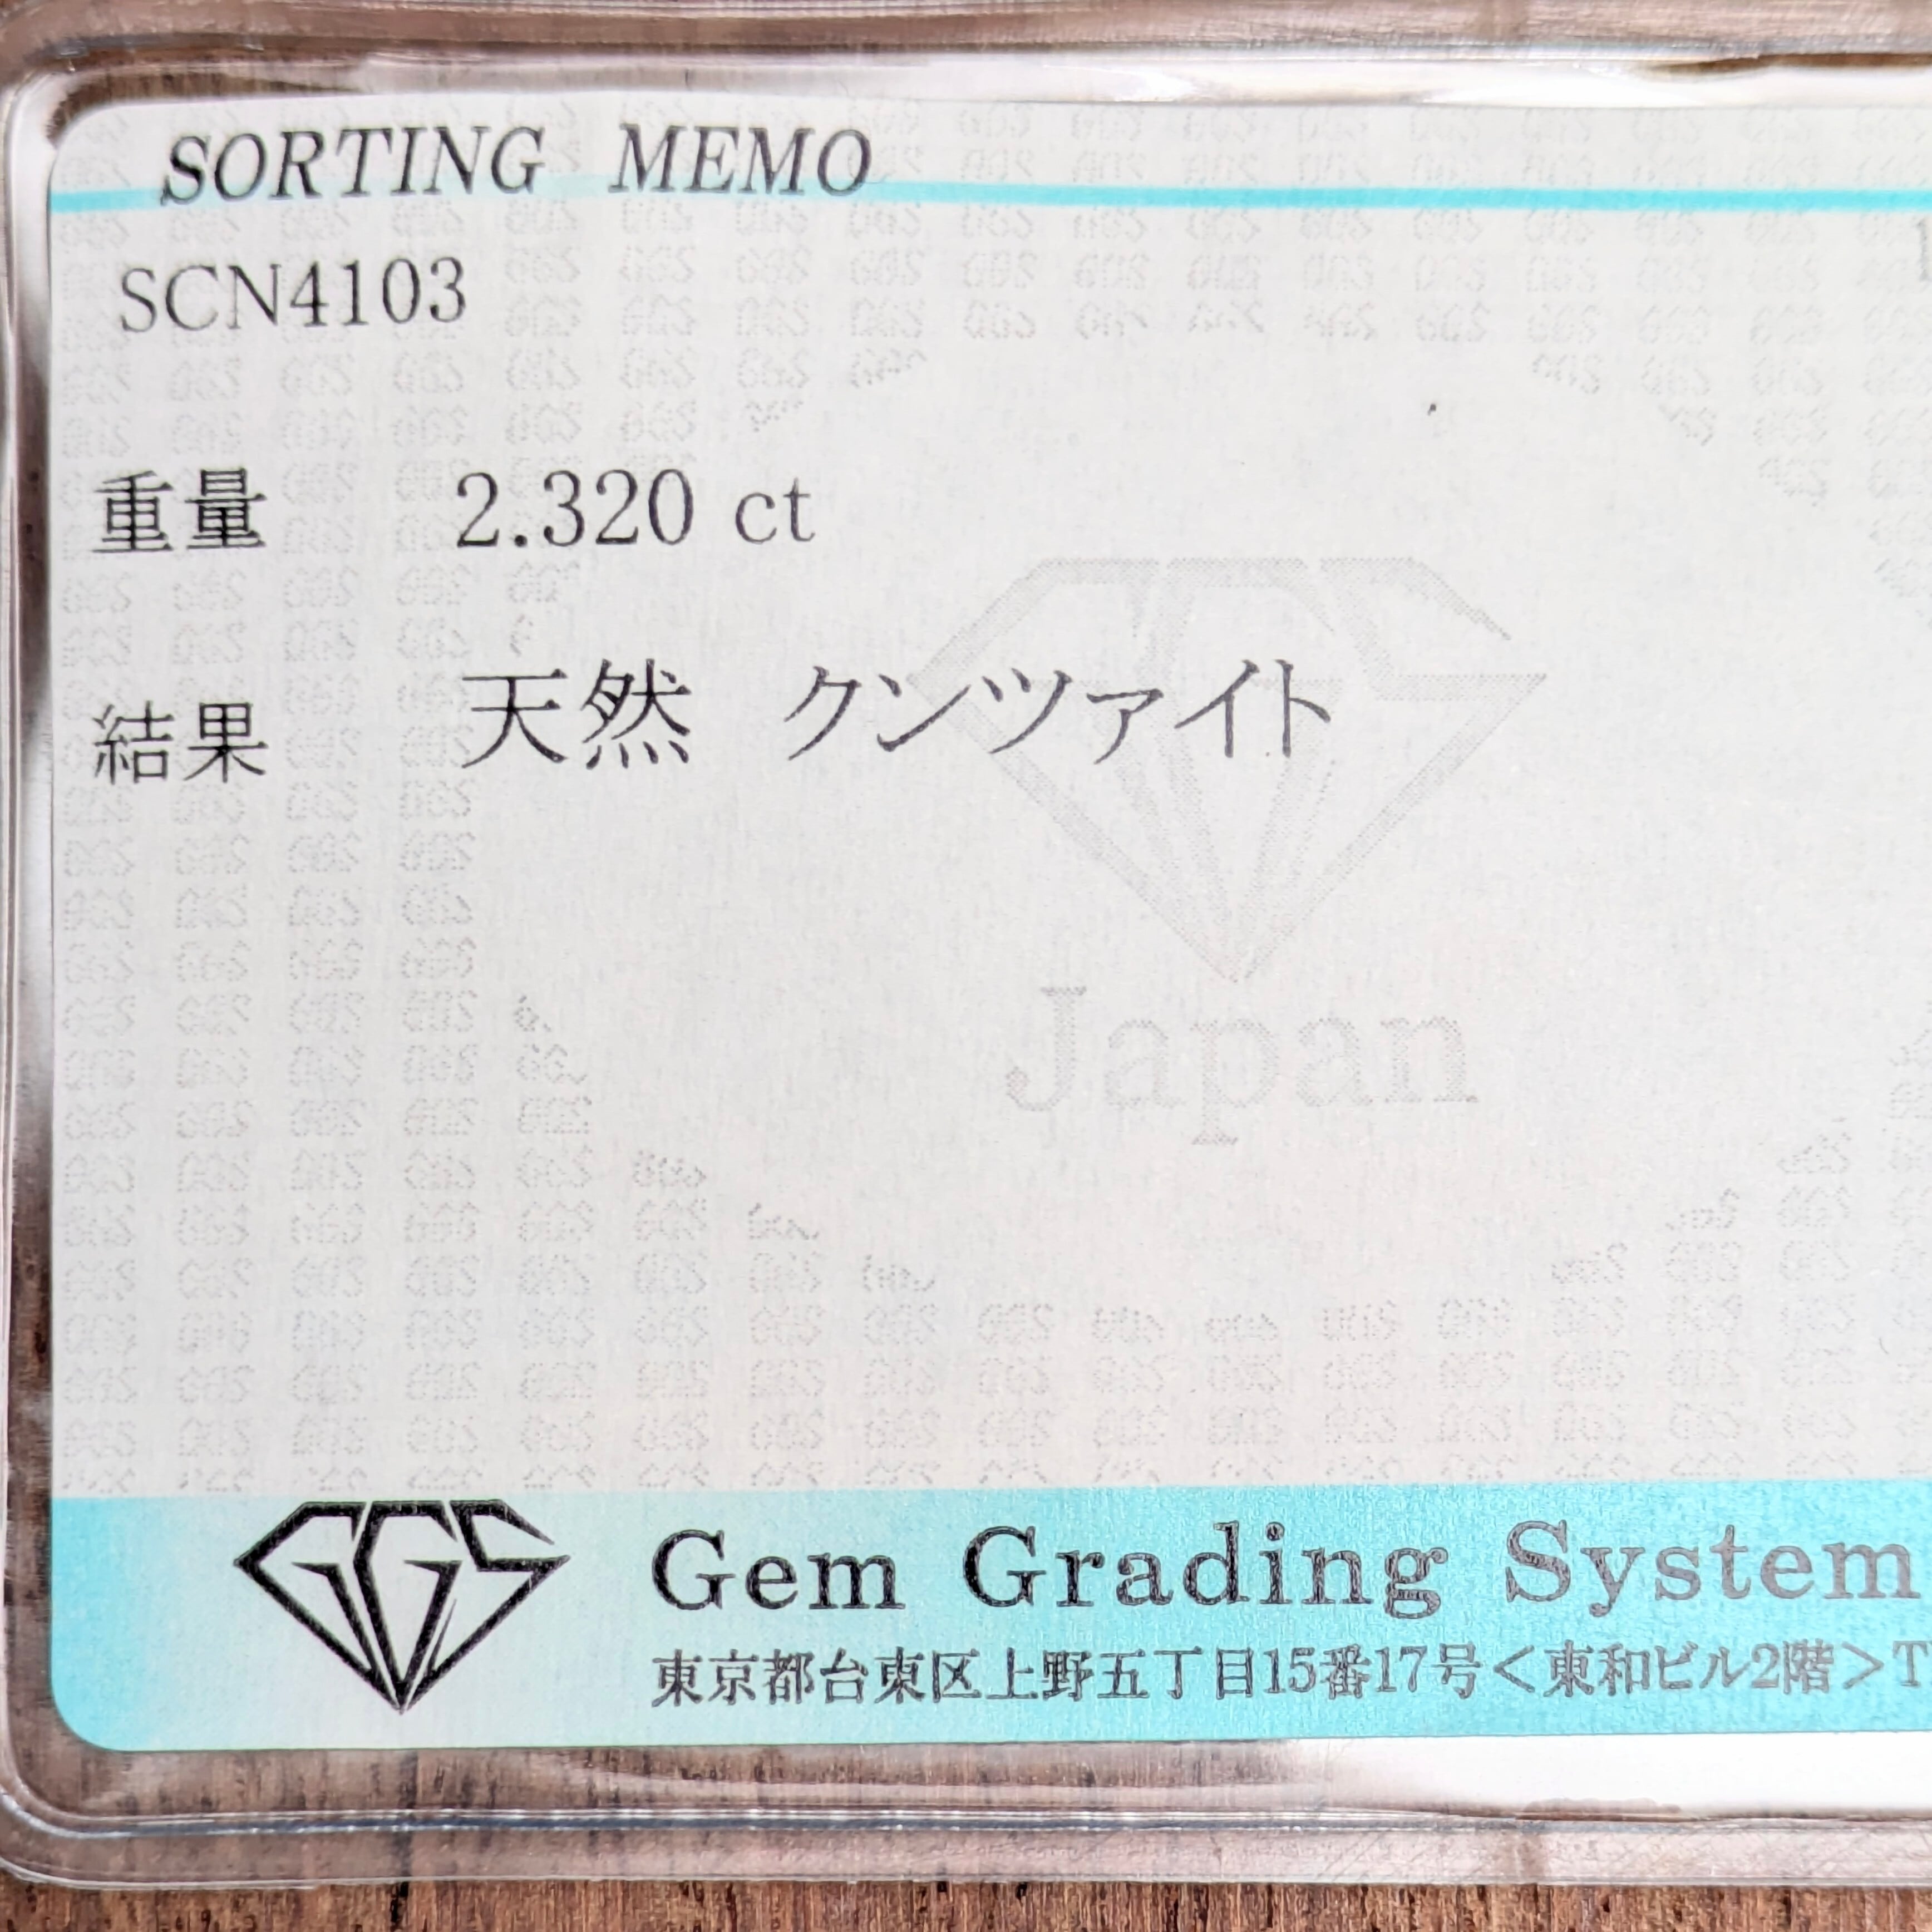 SORTING MEMO
SCN4103
重量 2.320 ct
結果 天然 クンツァイト
Japan
GGS Gem Grading System
東京都台東区上野五丁目15番17号＜東和ビル2階＞T